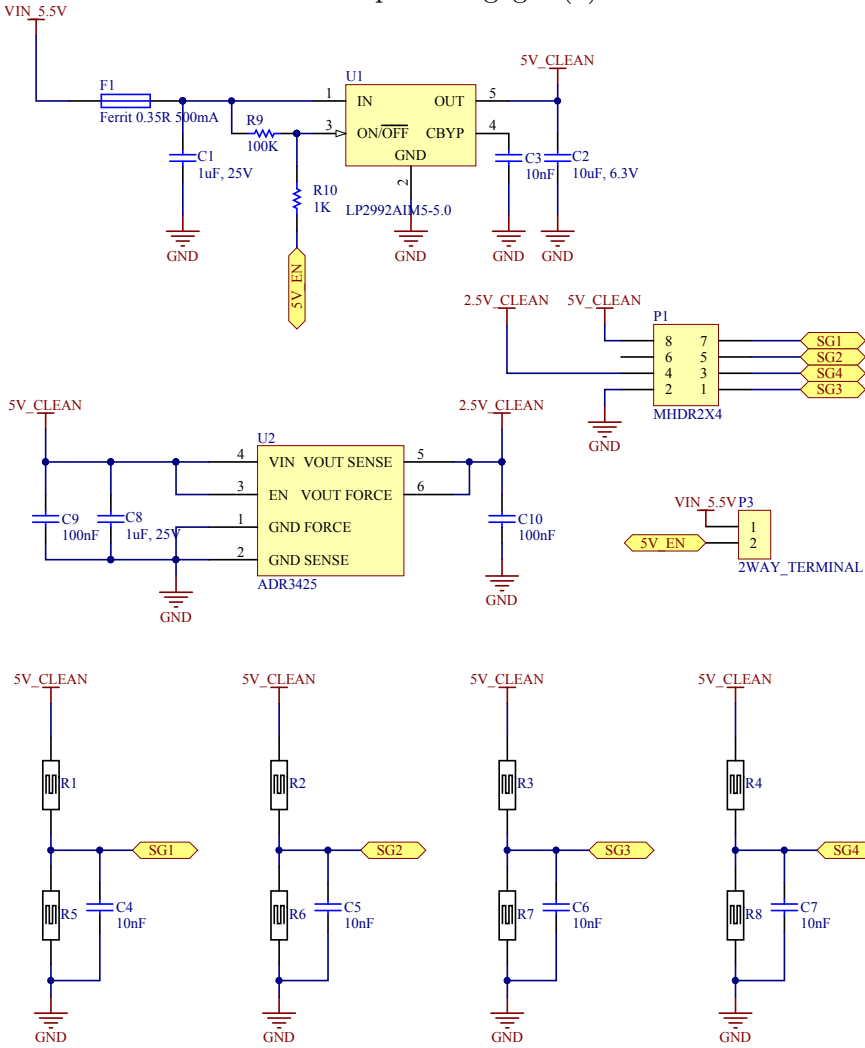 VIN_5.5V
F1
Ferrit 0.35R 500mA
C1
1uF, 25V
GND
R9
100K
R10
1K
5V_EN
U1
1
IN
OUT
5
3
ON/OFF
CBYP
4
GND
2
LP2992AIM5-5.0
GND
5V_CLEAN
C3
10nF
C2
10uF, 6.3V
GND
GND
2.5V_CLEAN
5V_CLEAN
P1
8 7
6 5
4 3
2 1
MHDR2X4
SG1
SG2
SG4
SG3
GND
5V_CLEAN
C9
100nF
C8
1uF, 25V
GND
U2
4
VIN VOUT SENSE
5
3
EN VOUT FORCE
6
1
GND FORCE
2
GND SENSE
ADR3425
2.5V_CLEAN
C10
100nF
GND
VIN_5.5V
P3
1
5V_EN
2
2WAY_TERMINAL
5V_CLEAN
R1
SG1
R5
C4
10nF
GND
5V_CLEAN
R2
SG2
R6
C5
10nF
GND
5V_CLEAN
R3
SG3
R7
C6
10nF
GND
5V_CLEAN
R4
SG4
R8
C7
10nF
GND